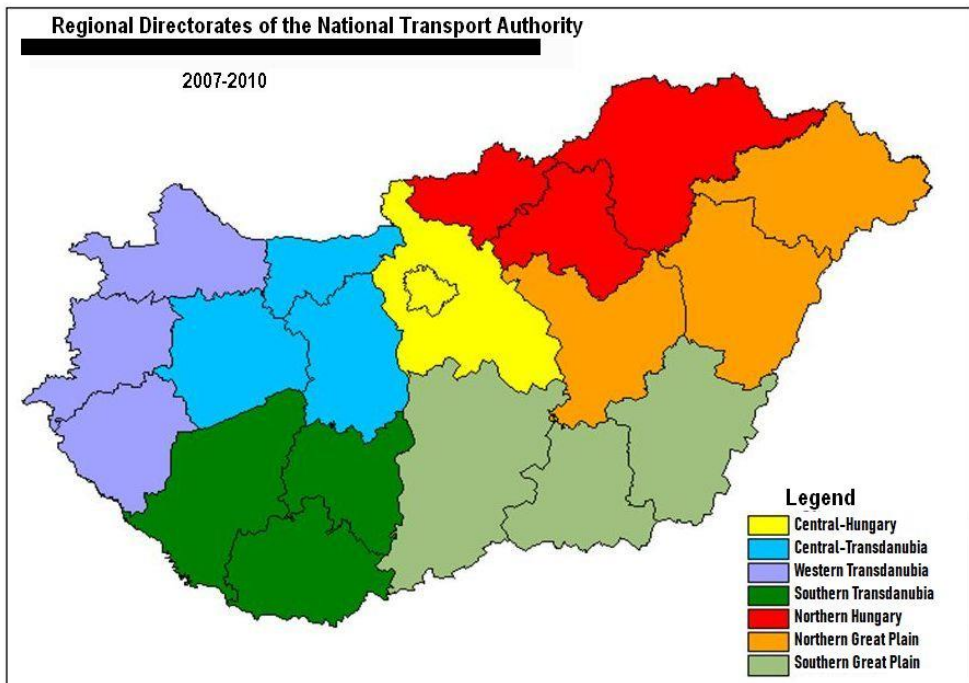 Regional Directorates of the National Transport Authority
2007-2010
Legend
Central-Hungary
Central-Transdanubia
Western Transdanubia
Southern Transdanubia
Northern Hungary
Northern Great Plain
Southern Great Plain